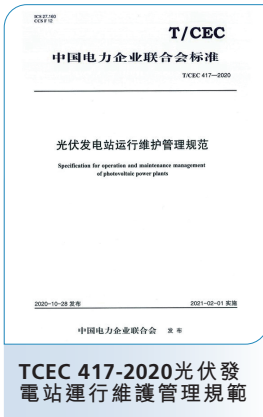 ICS 27.160
CCS F 12
T/CEC
中国电力企业联合会标准
T/CEC 417—2020
光伏发电站运行维护管理规范
Specification for operation and maintenance management
of photovoltaic power plants
2020-10-28 发布
2021-02-01 实施
中国电力企业联合会 发 布
TCEC 417-2020光伏發
電站運行維護管理規範